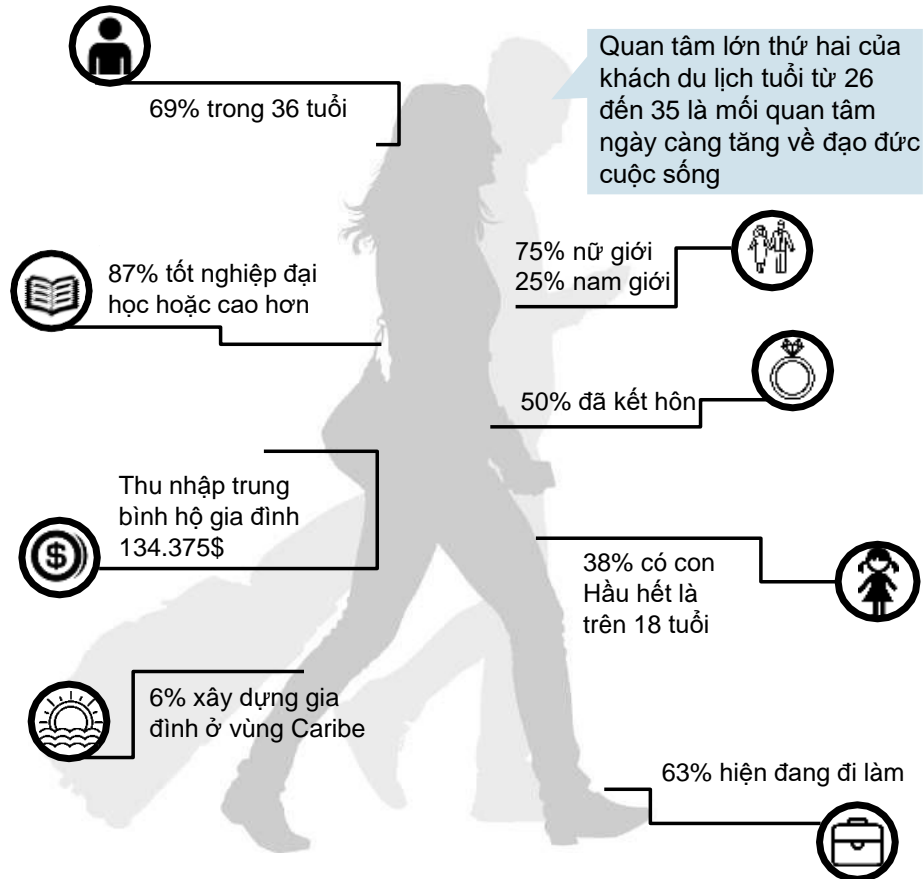 Quan tâm lớn thứ hai của
khách du lịch tuổi từ 26
đến 35 là mối quan tâm
ngày càng tăng về đạo đức
cuộc sống
69% trong 36 tuổi
75% nữ giới
25% nam giới
87% tốt nghiệp đại
học hoặc cao hơn
50% đã kết hôn
Thu nhập trung
bình hộ gia đình
134.375$
38% có con
Hầu hết là
trên 18 tuổi
6% xây dựng gia
đình ở vùng Caribe
63% hiện đang đi làm